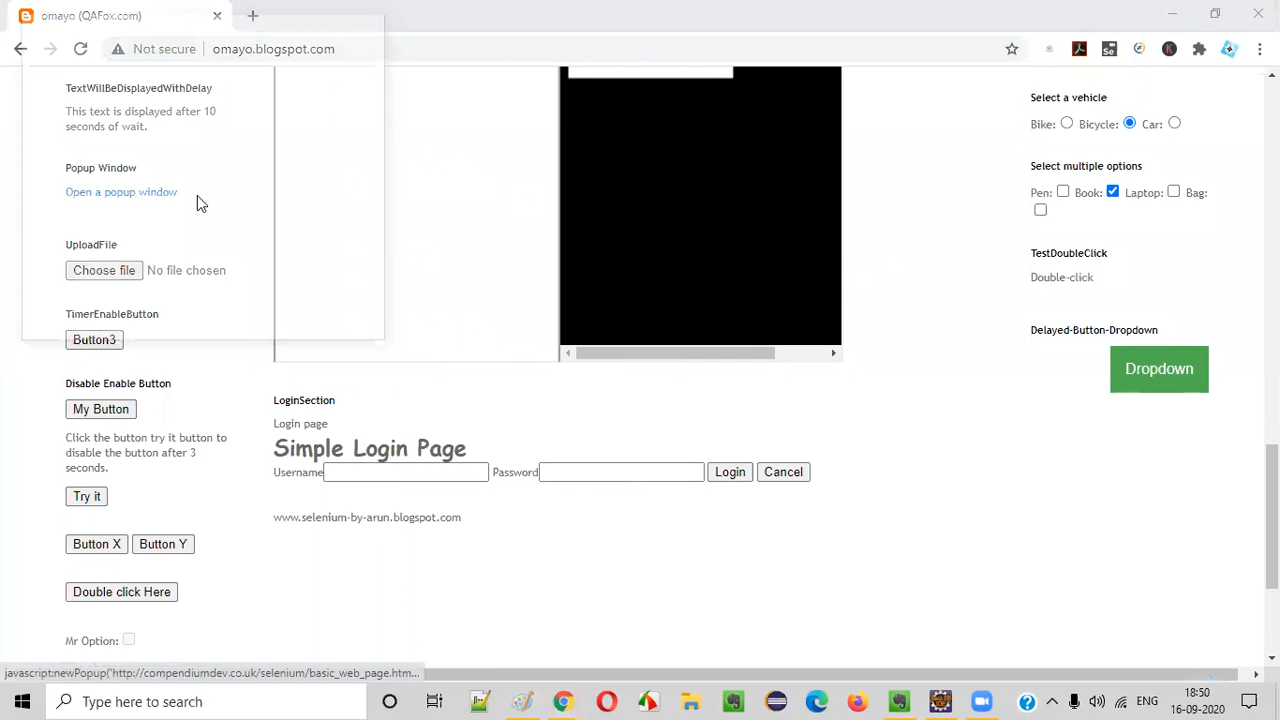 omayo (QAFox.com)
Not secure
omayo.blogspot.com
TextWillBeDisplayedWithDelay
This text is displayed after 10
seconds of wait.
Popup Window
Open a popup window
UploadFile
Choose file No file chosen
TimerEnableButton
Button3
Disable Enable Button
My Button
Click the button try it button to
disable the button after 3
seconds.
Try it
Button X Button Y
Double click Here
Mr Option:
LoginSection
Login page
Simple Login Page
Username Password Login Cancel
www.selenium-by-arun.blogspot.com
Select a vehicle
Bike: Bicycle: Car:
Select multiple options
Pen: Book: Laptop: Bag:
TestDoubleClick
Double-click
Delayed-Button-Dropdown
Dropdown
javascript:newPopup('http://compendiumdev.co.uk/selenium/basic_web_page.htm...
Type here to search
ENG
18:50
16-09-2020